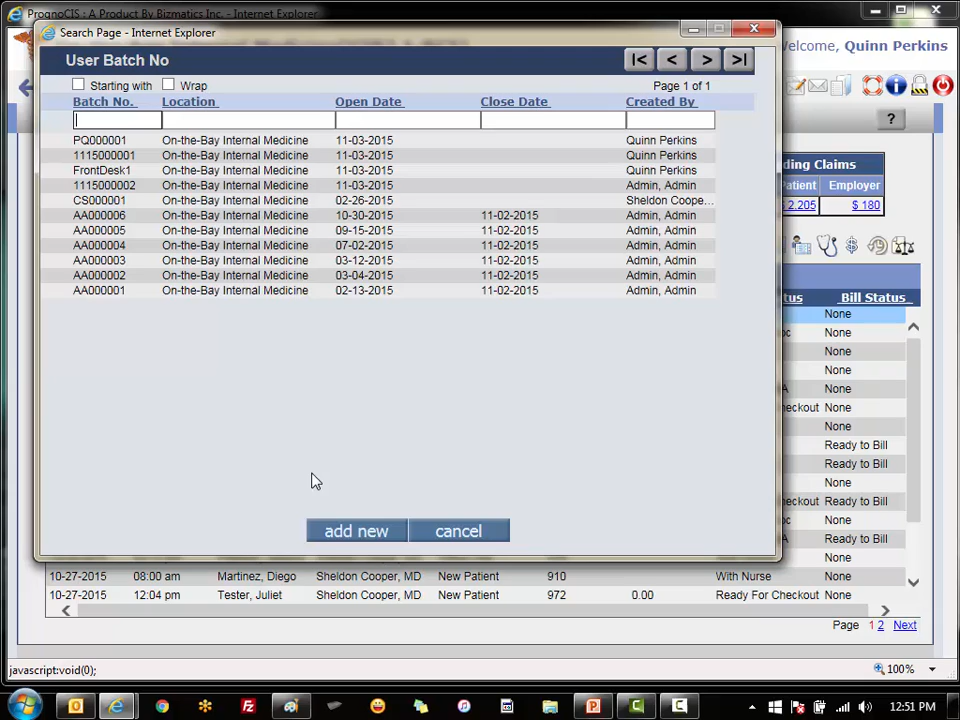 PrognoCIS : A Product By Bizmatics Inc. - Internet Explorer
Search Page - Internet Explorer
Welcome, Quinn Perkins
User Batch No
|< < > >|
Starting with Wrap Page 1 of 1
Batch No. Location Open Date Close Date Created By
?
PQ000001 On-the-Bay Internal Medicine 11-03-2015 Quinn Perkins
1115000001 On-the-Bay Internal Medicine 11-03-2015 Quinn Perkins
FrontDesk1 On-the-Bay Internal Medicine 11-03-2015 Quinn Perkins
1115000002 On-the-Bay Internal Medicine 11-03-2015 Admin, Admin
CS000001 On-the-Bay Internal Medicine 02-26-2015 Sheldon Coope...
AA000006 On-the-Bay Internal Medicine 10-30-2015 11-02-2015 Admin, Admin
AA000005 On-the-Bay Internal Medicine 09-15-2015 11-02-2015 Admin, Admin
AA000004 On-the-Bay Internal Medicine 07-02-2015 11-02-2015 Admin, Admin
AA000003 On-the-Bay Internal Medicine 03-12-2015 11-02-2015 Admin, Admin
AA000002 On-the-Bay Internal Medicine 03-04-2015 11-02-2015 Admin, Admin
AA000001 On-the-Bay Internal Medicine 02-13-2015 11-02-2015 Admin, Admin
add new cancel
ding Claims
Patient Employer
$ 2,205 $ 180
tus Bill Status
None
None
None
None
None
heckout None
None
Ready to Bill
Ready to Bill
None
heckout Ready to Bill
None
A Ready to Bill
None
10-27-2015 08:00 am Martinez, Diego Sheldon Cooper, MD New Patient 910 With Nurse None
10-27-2015 12:04 pm Tester, Juliet Sheldon Cooper, MD New Patient 972 0.00 Ready For Checkout None
Page 1 2 Next
javascript:void(0);
100%
12:51 PM